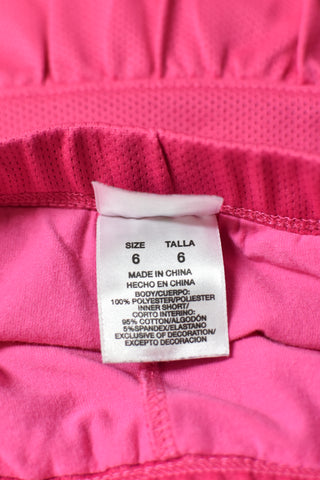 SIZE TALLA
6 6
MADE IN CHINA
HECHO EN CHINA
BODY/CUERPO:
100% POLYESTER/POLIESTER
INNER SHORT/
CORTO INTERNO:
95% COTTON/ALGODÓN
5%SPANDEX/ELASTANO
EXCLUSIVE OF DECORATION/
EXCEPTO DECORACION